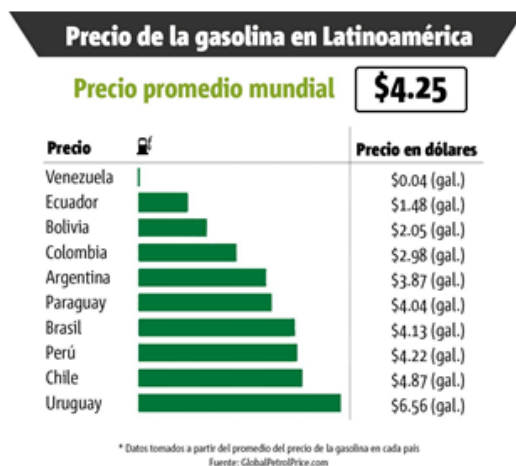 Precio de la gasolina en Latinoamérica
Precio promedio mundial $4.25
Precio Precio en dólares
Venezuela $0.04 (gal.)
Ecuador $1.48 (gal.)
Bolivia $2.05 (gal.)
Colombia $2.98 (gal.)
Argentina $3.87 (gal.)
Paraguay $4.04 (gal.)
Brasil $4.13 (gal.)
Perú $4.22 (gal.)
Chile $4.87 (gal.)
Uruguay $6.56 (gal.)
* Datos tomados a partir del promedio del precio de la gasolina en cada país
Fuente: GlobalPetrolPrice.com